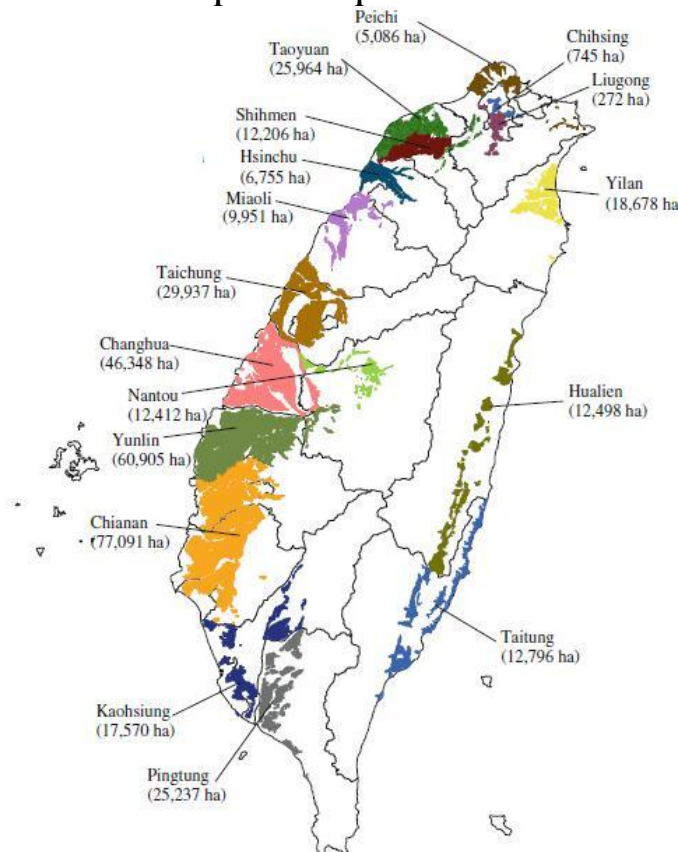 Peichi
(5,086 ha)
Chihsing
(745 ha)
Taoyuan
(25,964 ha)
Liugong
(272 ha)
Shihmen
(12,206 ha)
Hsinchu
(6,755 ha)
Miaoli
(9,951 ha)
Yilan
(18,678 ha)
Taichung
(29,937 ha)
Changhua
(46,348 ha)
Nantou
(12,412 ha)
Hualien
(12,498 ha)
Yunlin
(60,905 ha)
Chianan
(77,091 ha)
Taitung
(12,796 ha)
Kaohsiung
(17,570 ha)
Pingtung
(25,237 ha)